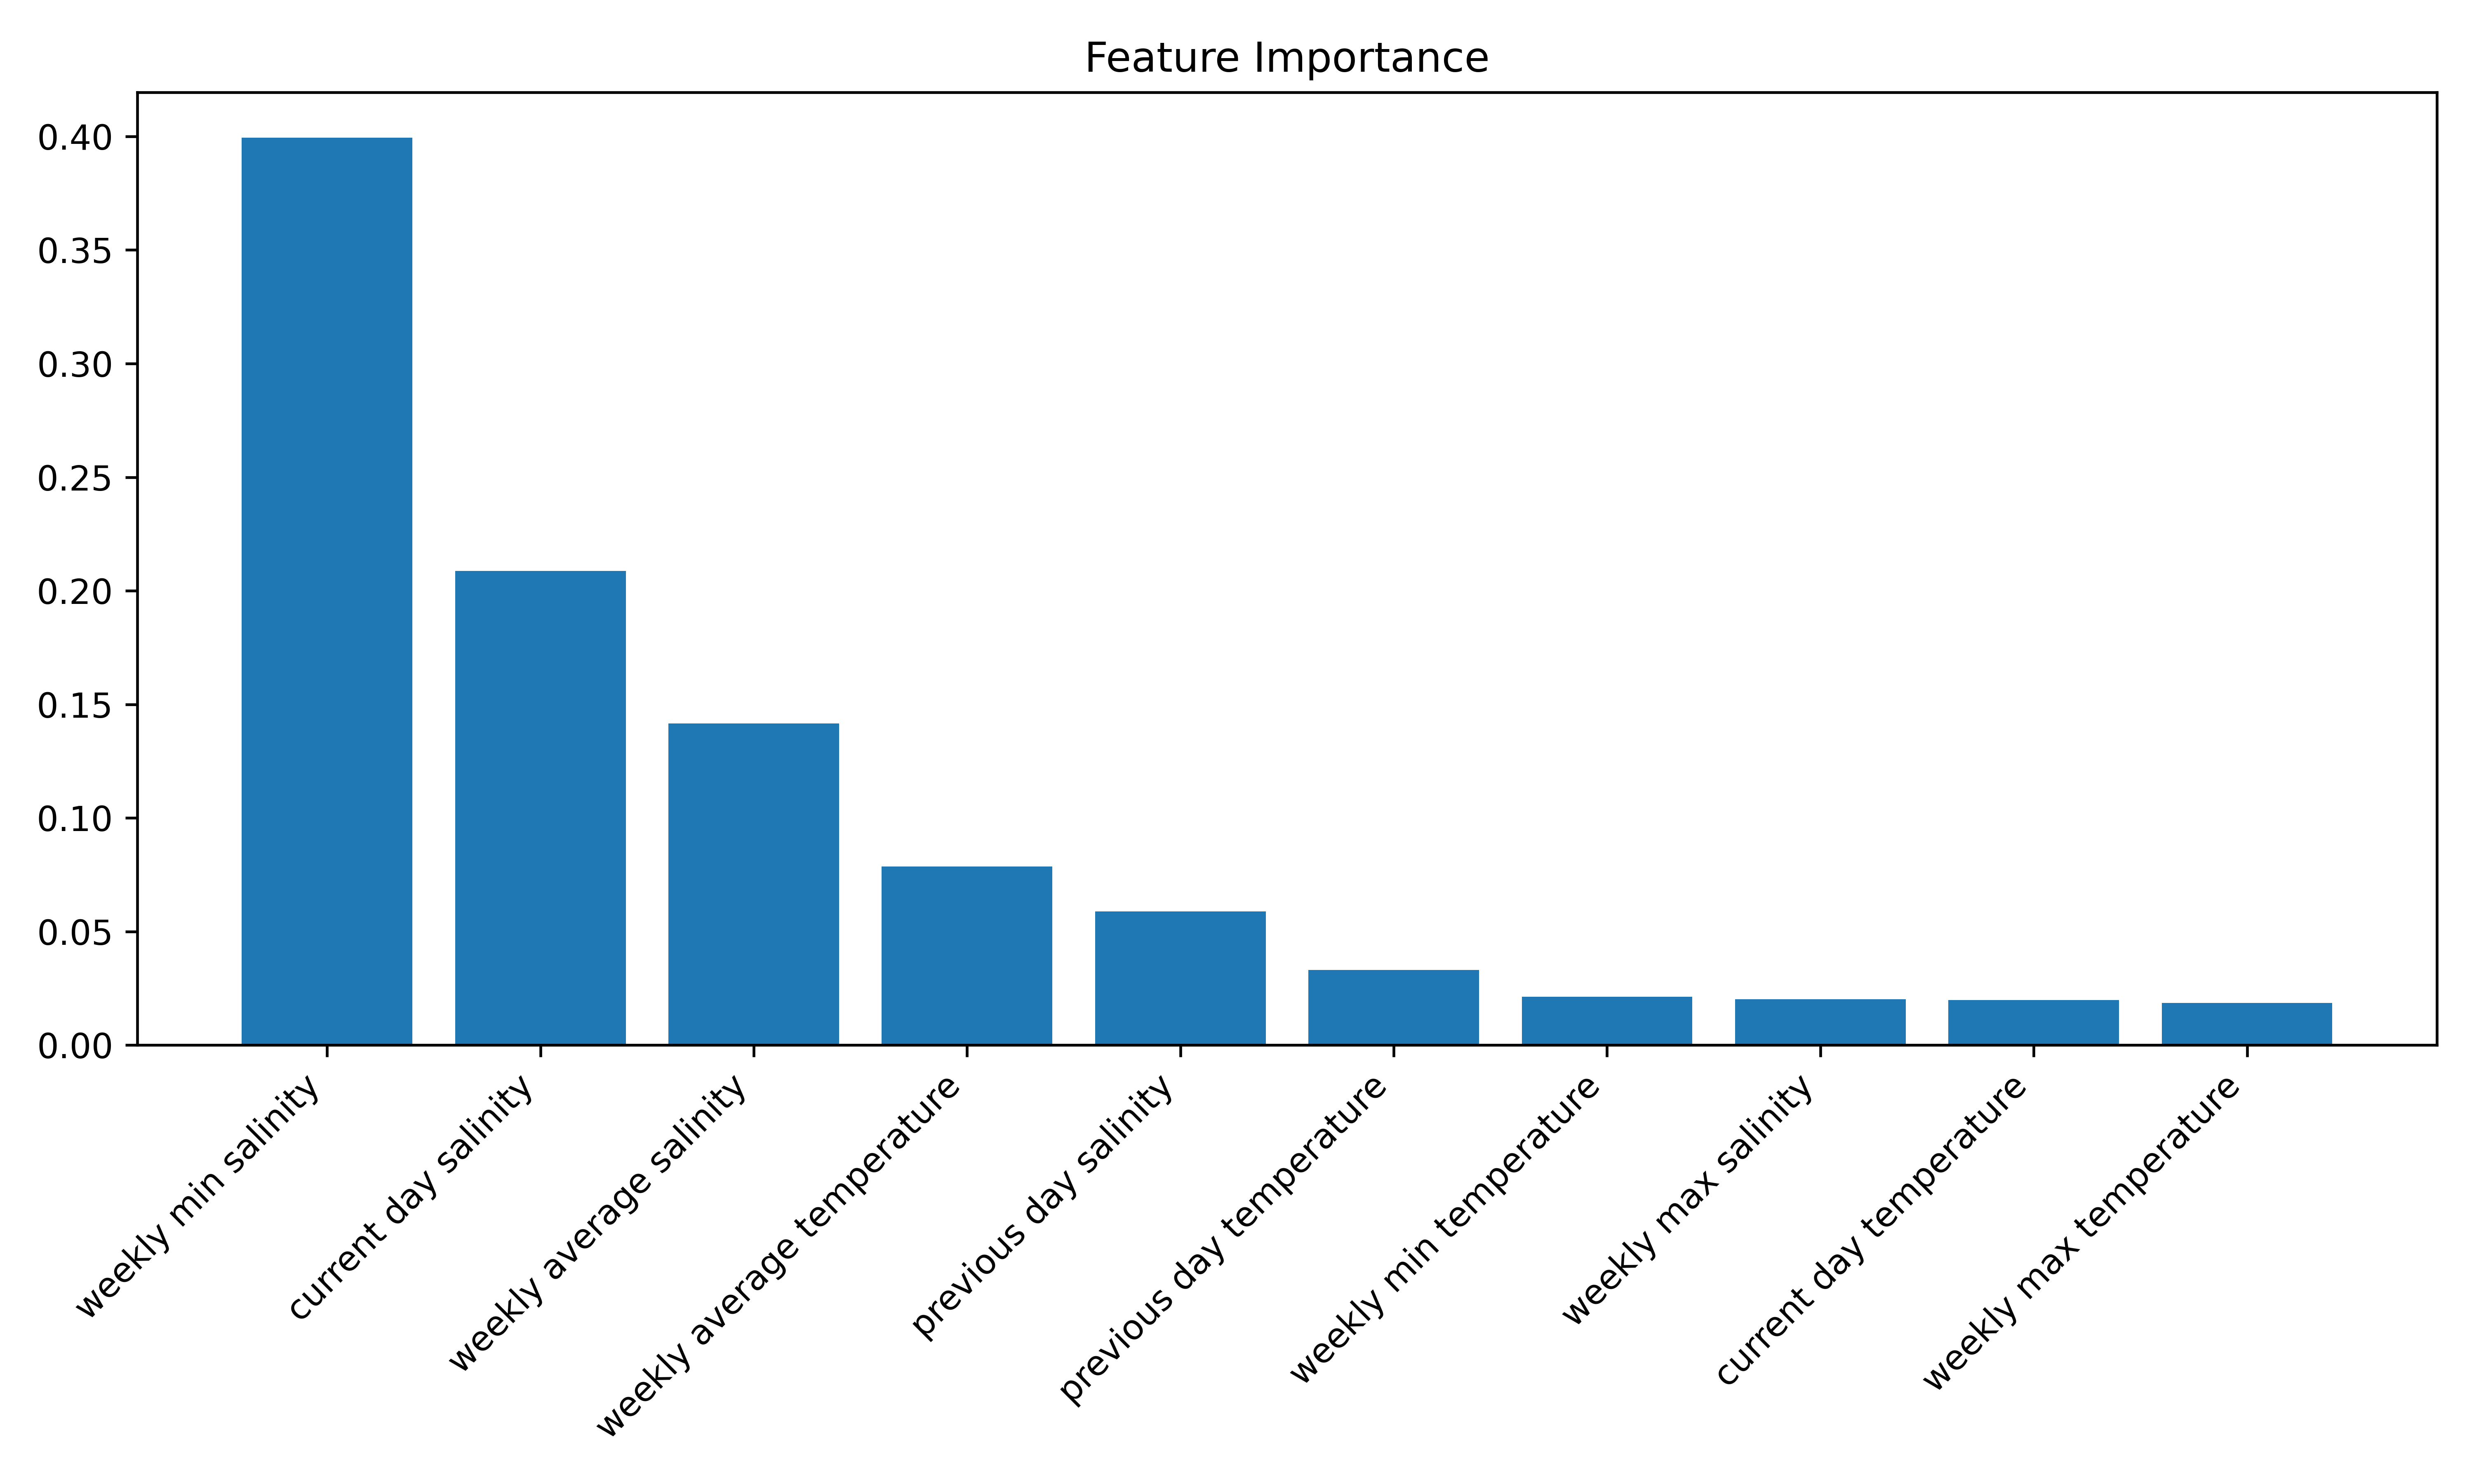 Feature Importance
0.40
0.35
0.30
0.25
0.20
0.15
0.10
0.05
0.00
weekly min salinity
current day salinity
weekly average salinity
weekly average temperature
previous day salinity
previous day temperature
weekly min temperature
weekly max salinity
current day temperature
weekly max temperature